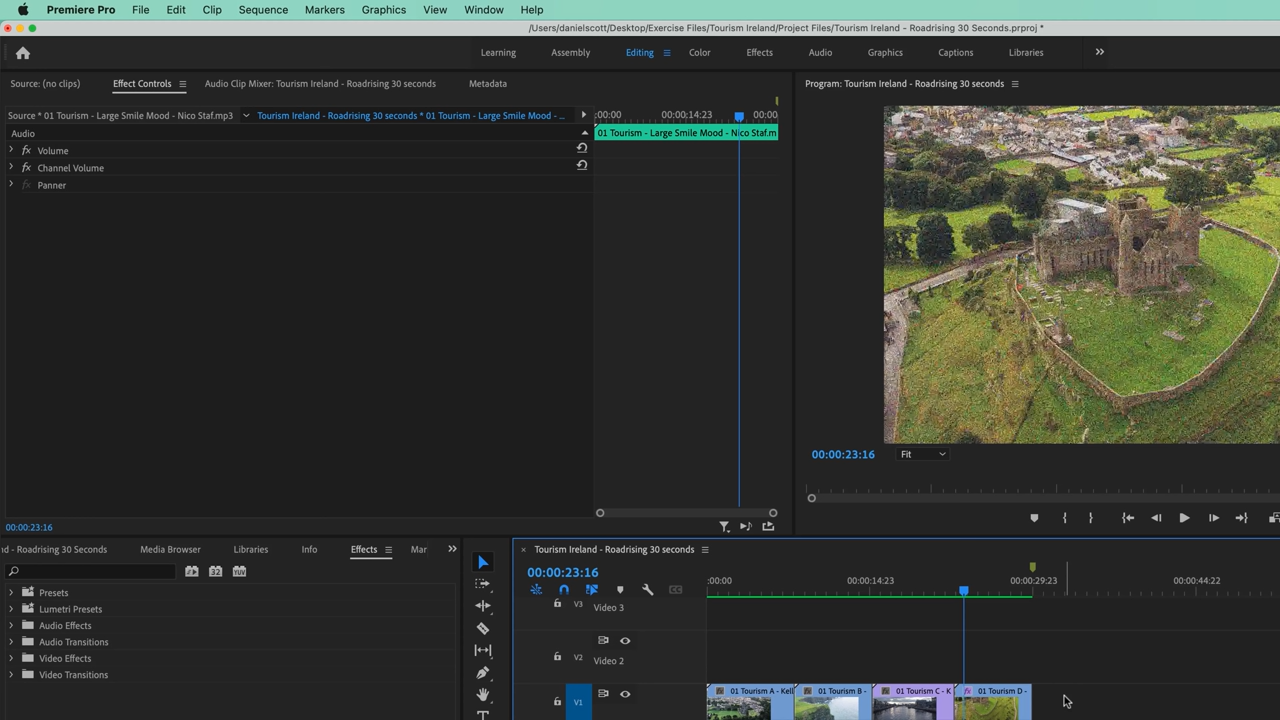 Premiere Pro File Edit Clip Sequence Markers Graphics View Window Help
/Users/danielscott/Desktop/Exercise Files/Tourism Ireland/Project Files/Tourism Ireland - Roadrising 30 Seconds.prproj *
Learning Assembly Editing Color Effects Audio Graphics Captions Libraries
Source: (no clips) Effect Controls Audio Clip Mixer: Tourism Ireland - Roadrising 30 seconds Metadata
Program: Tourism Ireland - Roadrising 30 seconds
Source * 01 Tourism - Large Smile Mood - Nico Staf.mp3 Tourism Ireland - Roadrising 30 seconds * 01 Tourism - Large Smile Mood - ...
:00:00 00:00:14:23 00:00
Audio
01 Tourism - Large Smile Mood - Nico Staf.m
fx Volume
fx Channel Volume
fx Panner
00:00:23:16 Fit
00:00:23:16
d - Roadrising 30 Seconds Media Browser Libraries Info Effects Mar
Tourism Ireland - Roadrising 30 seconds
32 YUV
00:00:23:16
:00:00 00:00:14:23 00:00:29:23 00:00:44:22
Presets
Lumetri Presets
Audio Effects
Audio Transitions
Video Effects
Video Transitions
V3 Video 3
V2 Video 2
V1
01 Tourism A - Kell
01 Tourism B -
01 Tourism C - K
fx 01 Tourism D -